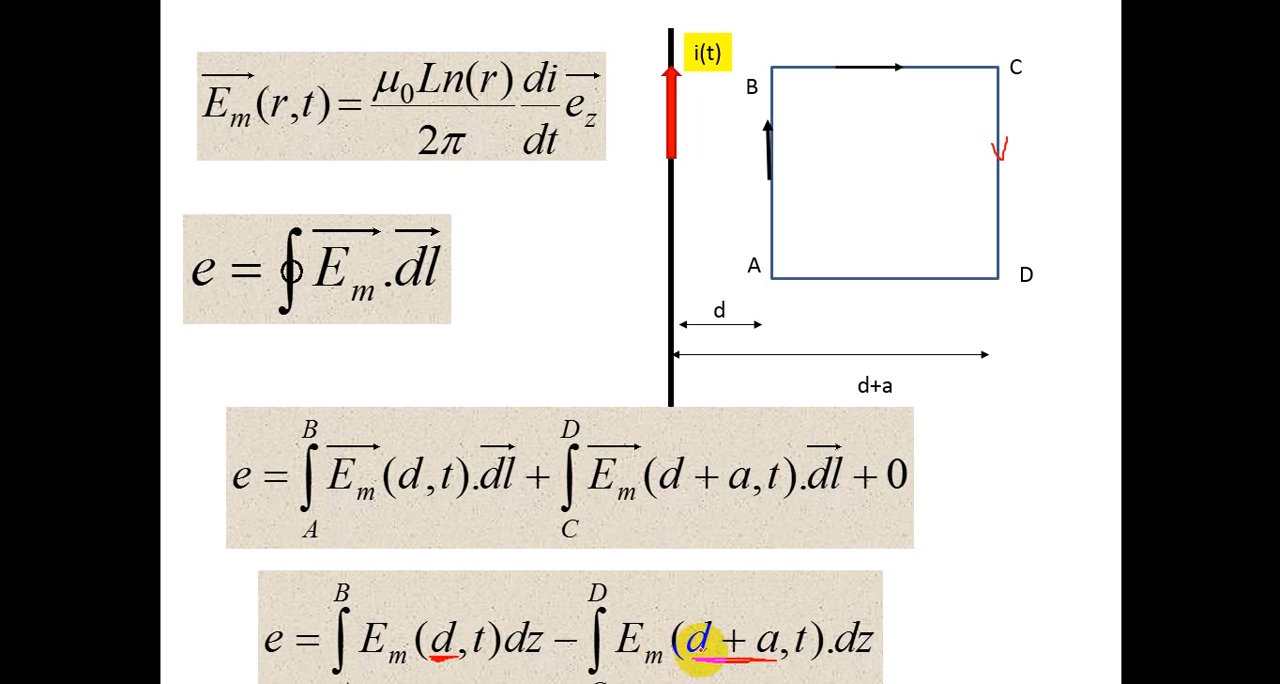 i(t)
E_m(r,t) = μ₀Ln(r)/2π di/dt e_z
B
C
e = ∮ E_m.dl
A
D
d
d+a
e = ∫_A^B E_m(d,t).dl + ∫_C^D E_m(d + a,t).dl + 0
e = ∫^B E_m(d,t)dz − ∫^D E_m(d + a,t).dz